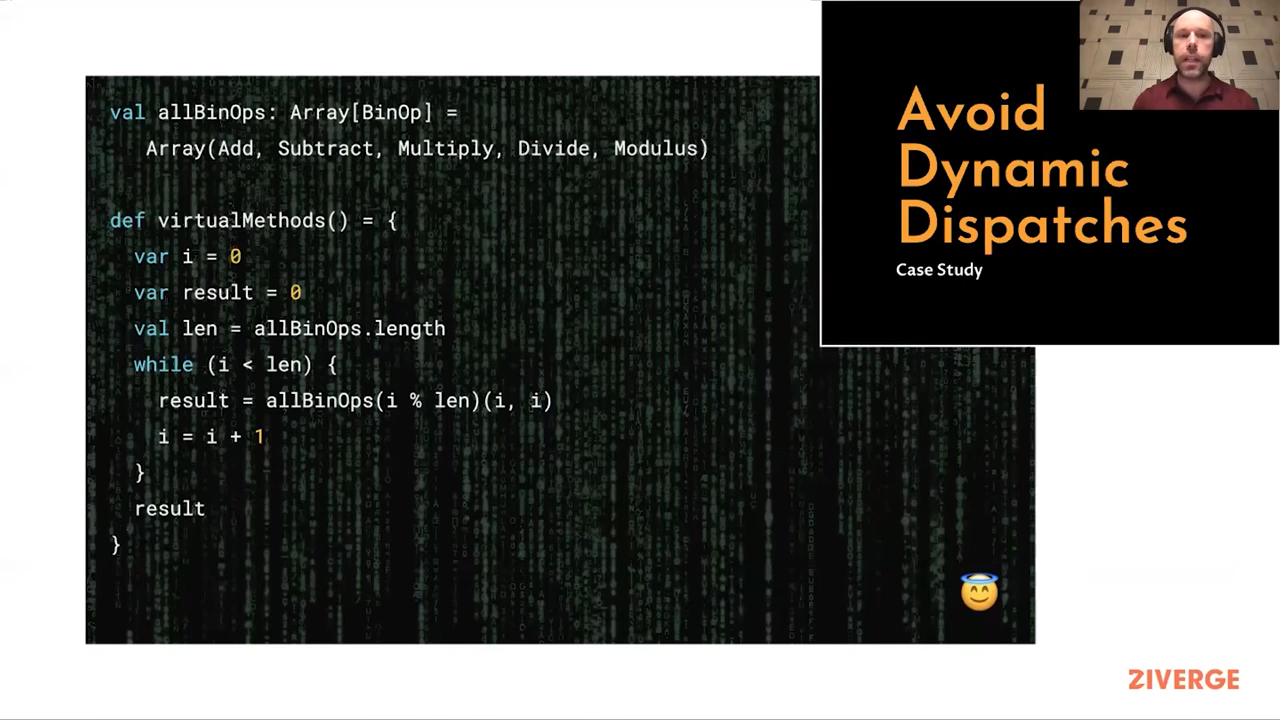 val allBinOps: Array[BinOp] =
Array(Add, Subtract, Multiply, Divide, Modulus)
def virtualMethods() = {
var i = 0
var result = 0
val len = allBinOps.length
while (i < len) {
result = allBinOps(i % len)(i, i)
i = i + 1
}
result
}
Avoid
Dynamic
Dispatches
Case Study
ZIVERGE